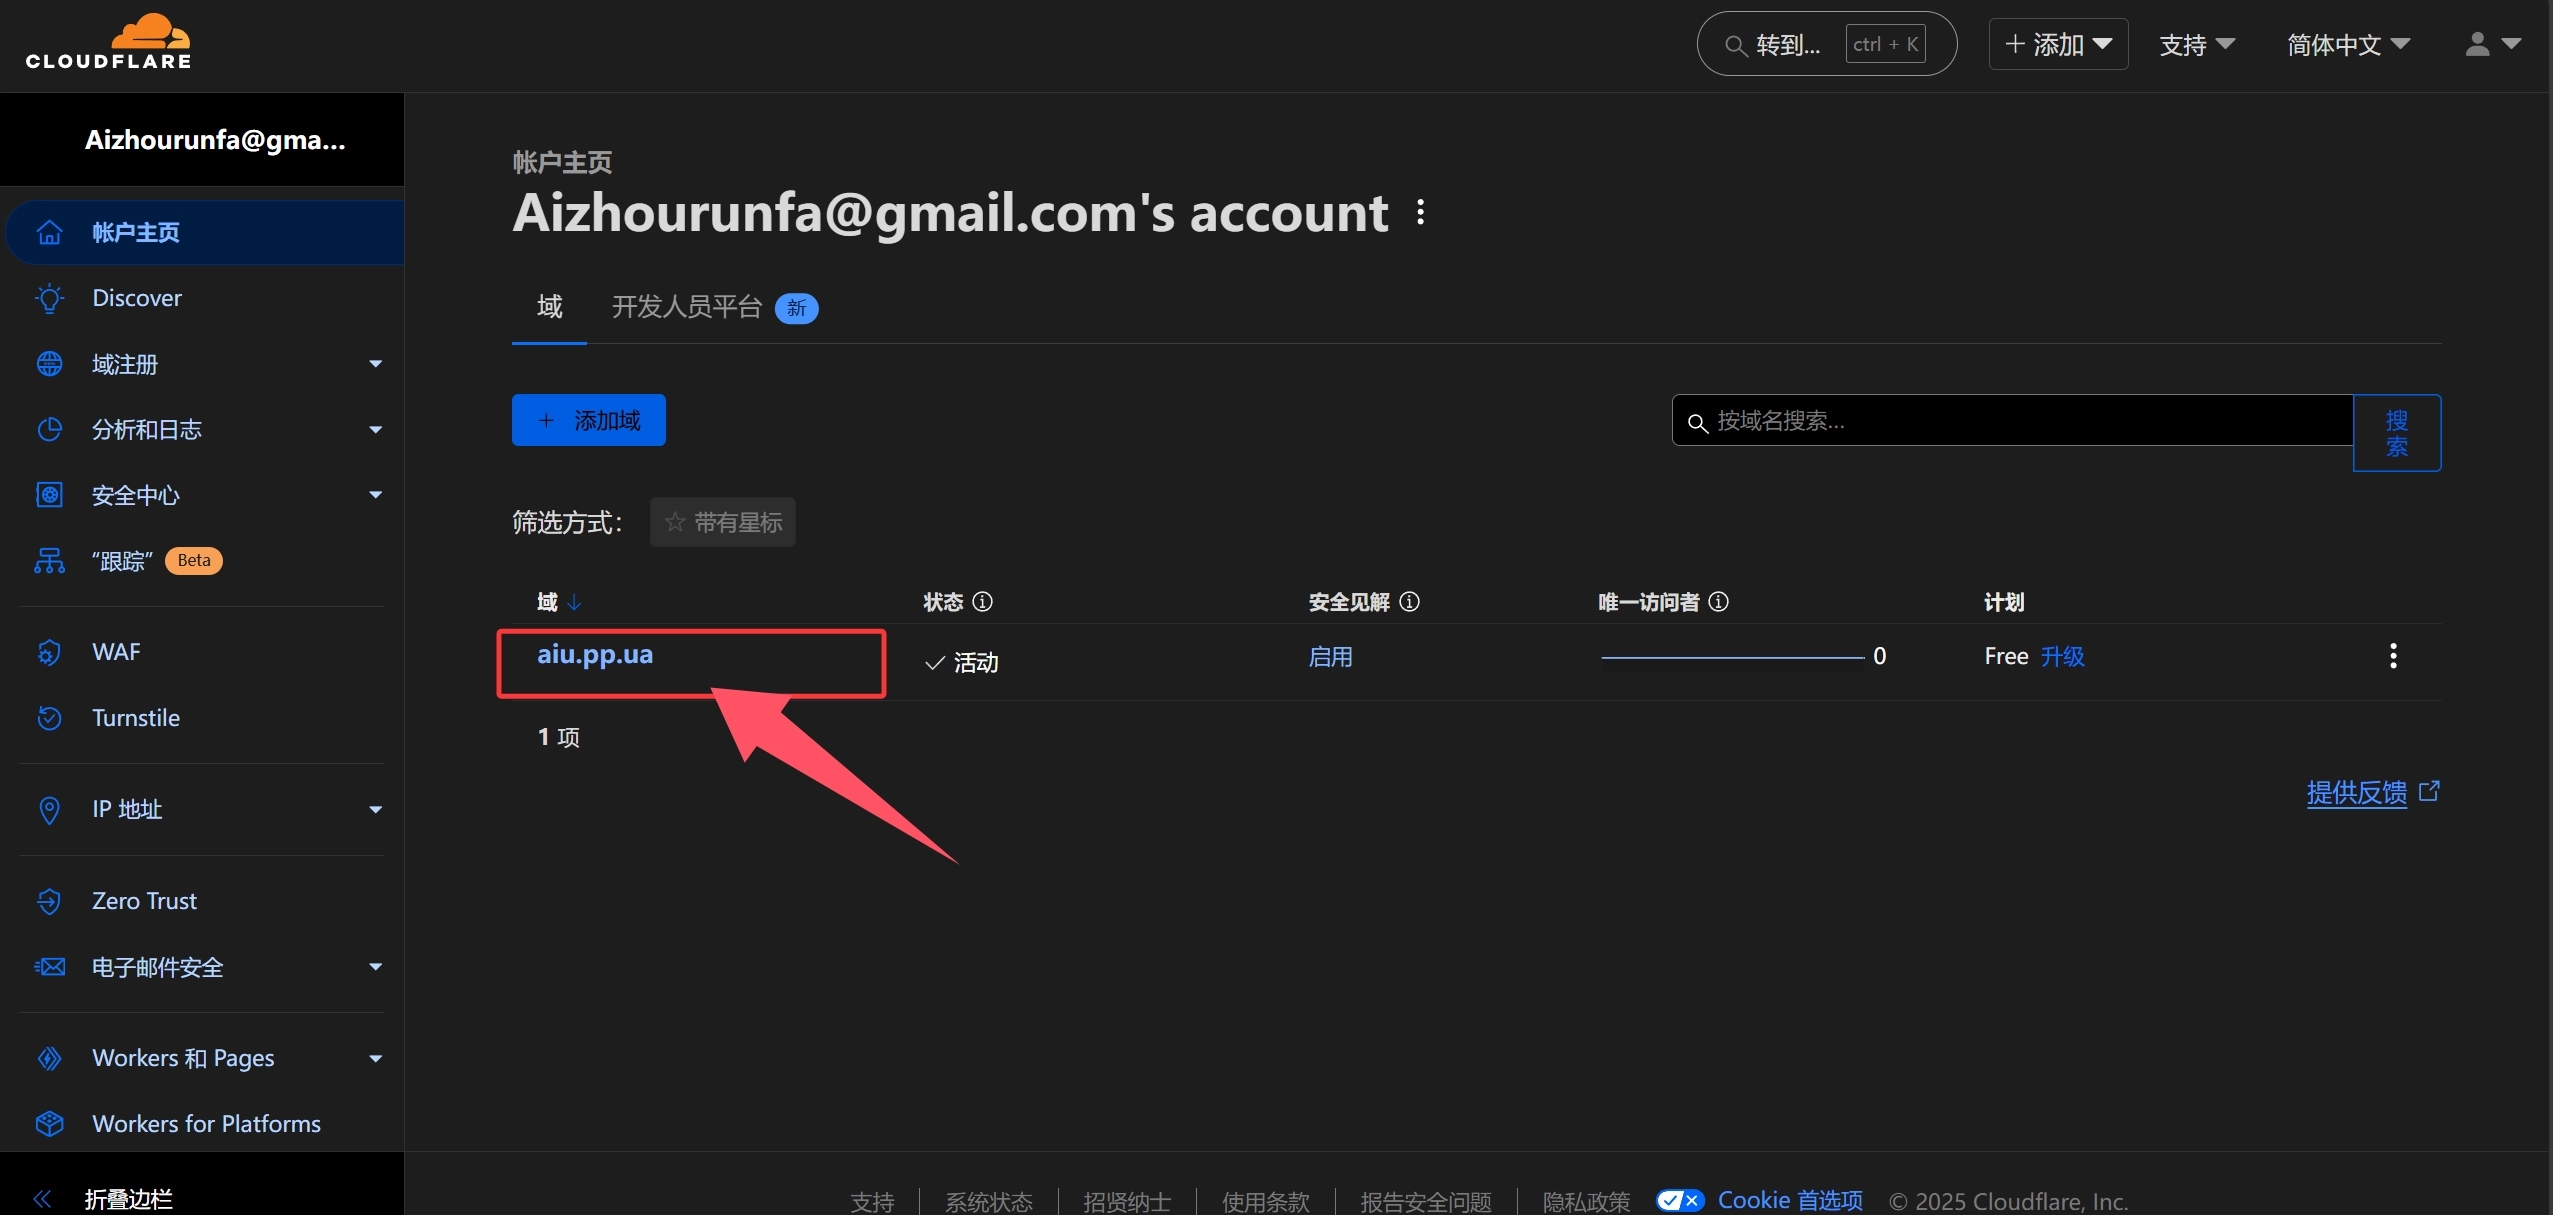 CLOUDFLARE
转到...
ctrl + K
添加
支持
简体中文
Aizhourunfa@gma...
帐户主页
Discover
域注册
分析和日志
安全中心
“跟踪” Beta
WAF
Turnstile
IP 地址
Zero Trust
电子邮件安全
Workers 和 Pages
Workers for Platforms
折叠边栏
帐户主页
Aizhourunfa@gmail.com's account
域
开发人员平台 新
+ 添加域
按域名搜索...
搜
索
筛选方式：
带有星标
域 状态 安全见解 唯一访问者 计划
aiu.pp.ua 活动 启用 0 Free 升级
1 项
提供反馈
支持 系统状态 招贤纳士 使用条款 报告安全问题 隐私政策 Cookie 首选项 © 2025 Cloudflare, Inc.